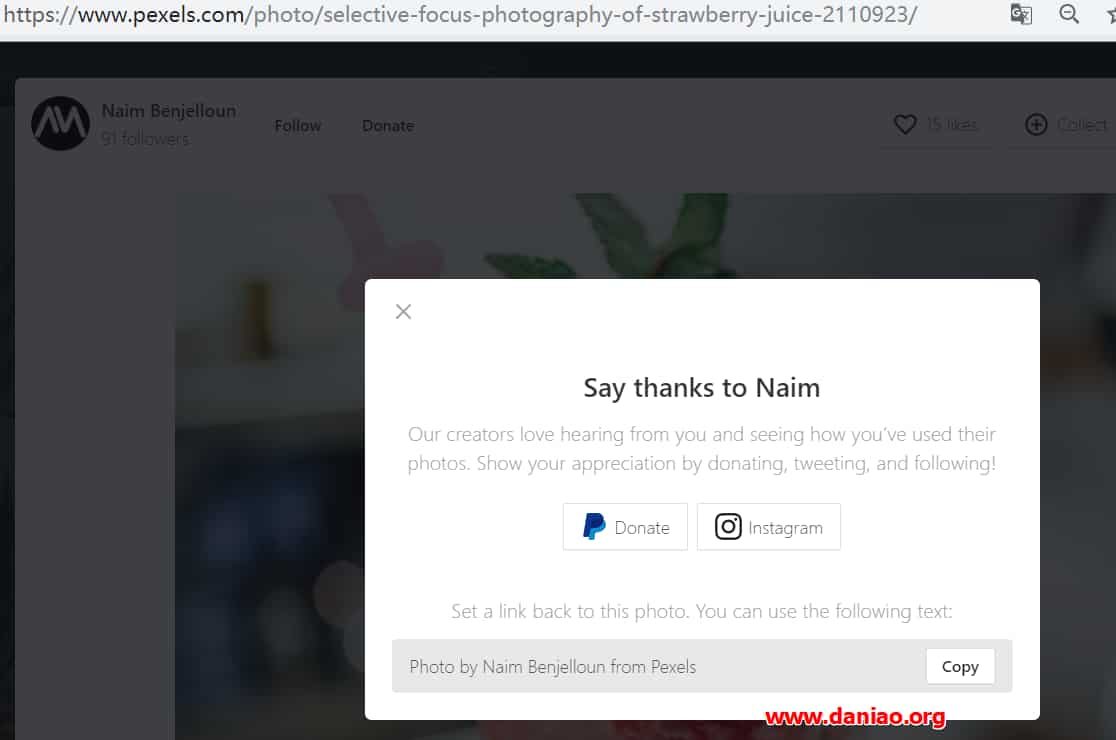 https://www.pexels.com/photo/selective-focus-photography-of-strawberry-juice-2110923/
Naim Benjelloun
91 followers
Follow
Donate
15 likes
Collect
Say thanks to Naim
Our creators love hearing from you and seeing how you've used their
photos. Show your appreciation by donating, tweeting, and following!
Donate
Instagram
Set a link back to this photo. You can use the following text:
Photo by Naim Benjelloun from Pexels
Copy
www.daniao.org